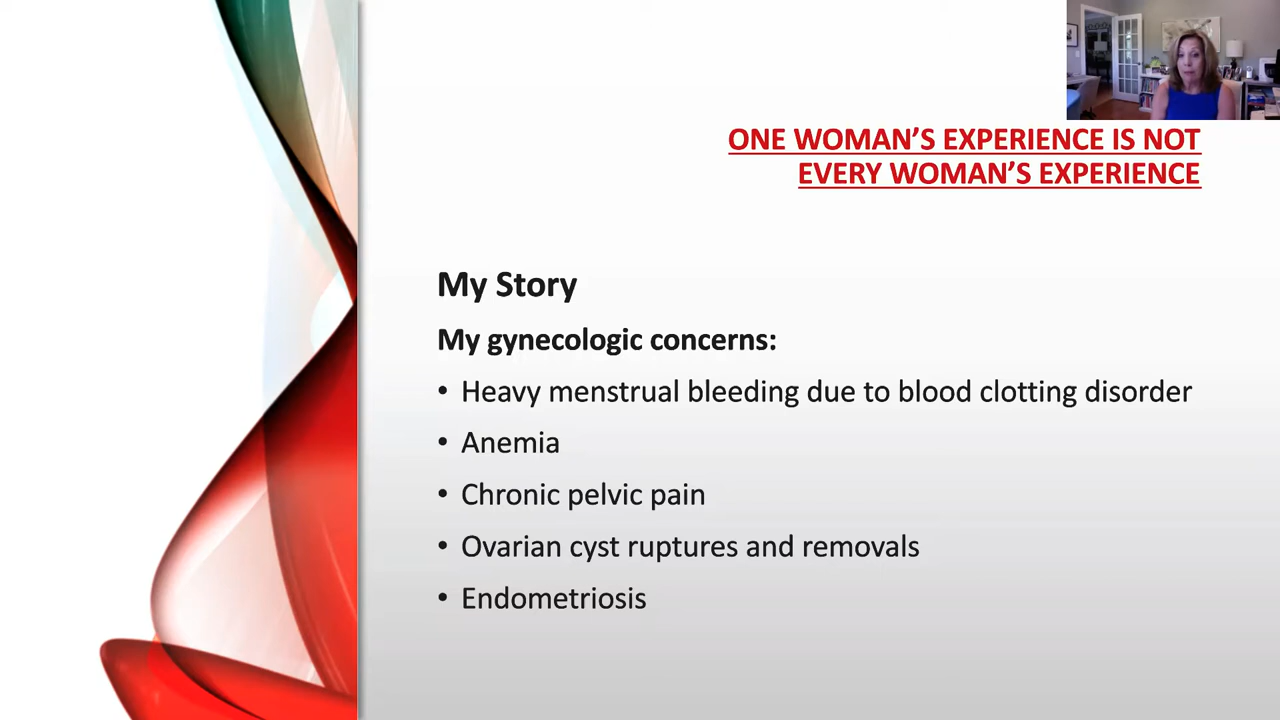 ONE WOMAN’S EXPERIENCE IS NOT
EVERY WOMAN’S EXPERIENCE
My Story
My gynecologic concerns:
• Heavy menstrual bleeding due to blood clotting disorder
• Anemia
• Chronic pelvic pain
• Ovarian cyst ruptures and removals
• Endometriosis